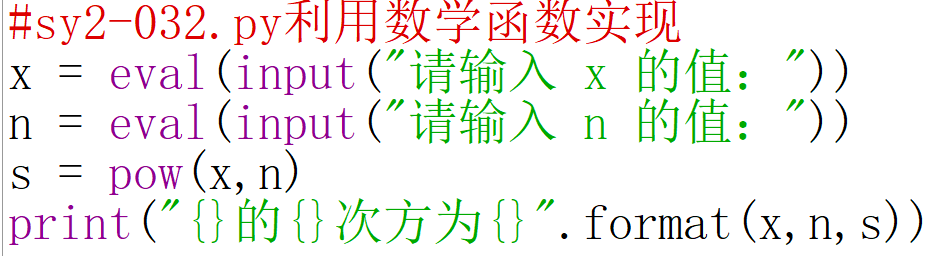 #sy2-032.py利用数学函数实现
x = eval(input("请输入 x 的值："))
n = eval(input("请输入 n 的值："))
s = pow(x,n)
print("{}的{}次方为{}".format(x,n,s))